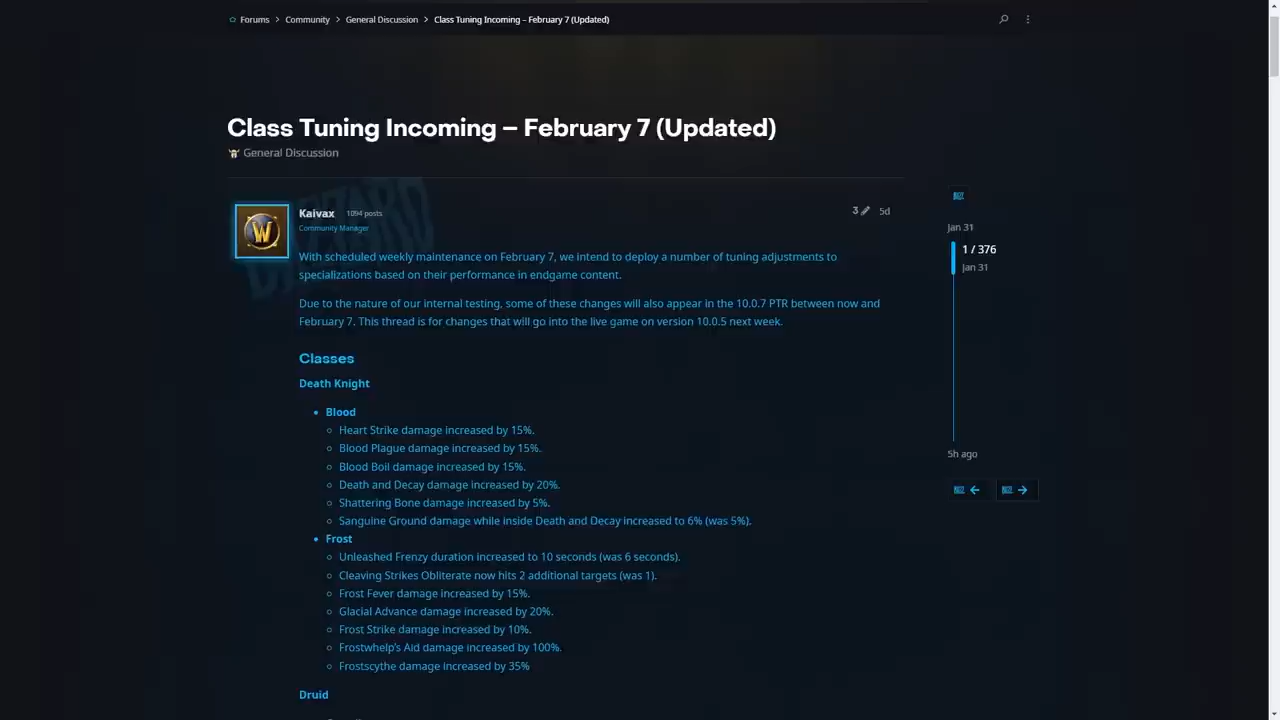 Forums > Community > General Discussion > Class Tuning Incoming – February 7 (Updated)
Class Tuning Incoming – February 7 (Updated)
General Discussion
Kaivax 1094 posts
3 5d
Community Manager
With scheduled weekly maintenance on February 7, we intend to deploy a number of tuning adjustments to
specializations based on their performance in endgame content.
Due to the nature of our internal testing, some of these changes will also appear in the 10.0.7 PTR between now and
February 7. This thread is for changes that will go into the live game on version 10.0.5 next week.
Classes
Death Knight
Blood
Heart Strike damage increased by 15%.
Blood Plague damage increased by 15%.
Blood Boil damage increased by 15%.
Death and Decay damage increased by 20%.
Shattering Bone damage increased by 5%.
Sanguine Ground damage while inside Death and Decay increased to 6% (was 5%).
Frost
Unleashed Frenzy duration increased to 10 seconds (was 6 seconds).
Cleaving Strikes Obliterate now hits 2 additional targets (was 1).
Frost Fever damage increased by 15%.
Glacial Advance damage increased by 20%.
Frost Strike damage increased by 10%.
Frostwhelp's Aid damage increased by 100%.
Frostscythe damage increased by 35%
Druid
Jan 31
1 / 376
Jan 31
5h ago